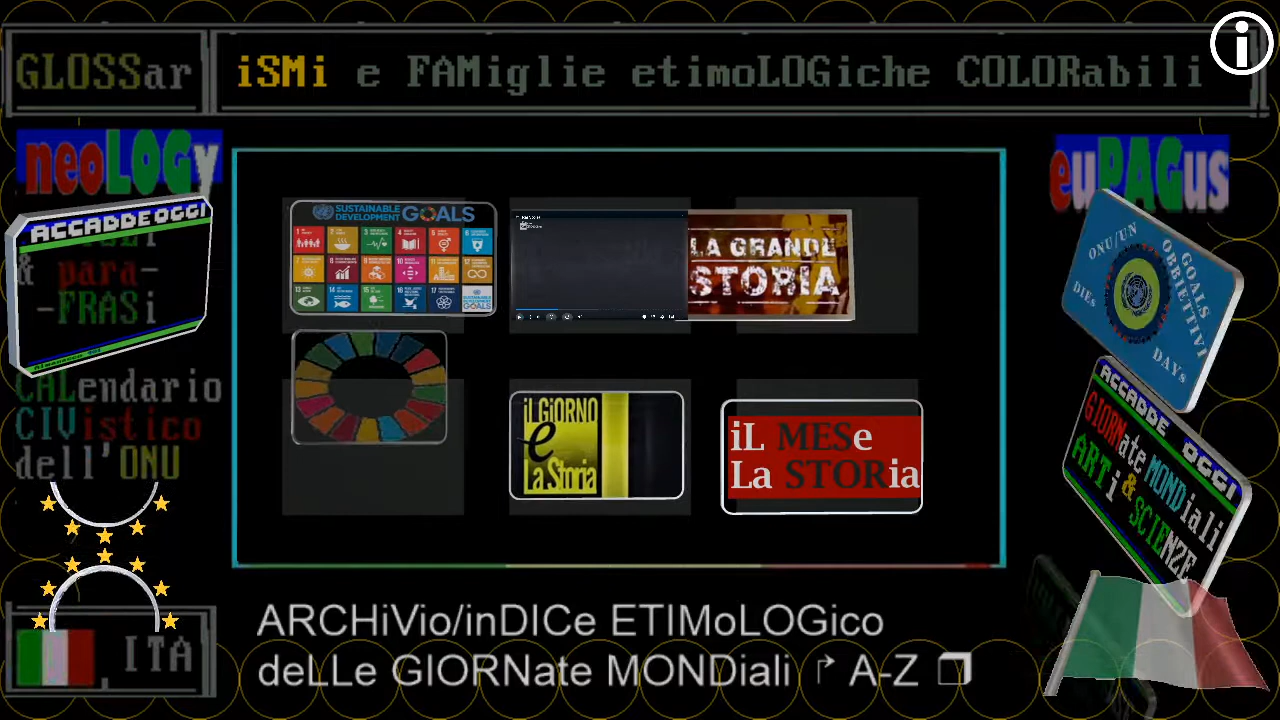 GLOSSar
iSMi e FAMiglie etimoLOGiche COLORabili
neoLOGy
euPAGus
ACCADDE OGGI
& para-
-FRASi
CALendario
CIVistico
dell'ONU
SUSTAINABLE DEVELOPMENT GOALS
LA GRANDE
STORIA
iL GiORNO
e
La Storia
iL MESe
La STORia
ONU/UN
GOALS
OBBIETTIVI
DIES
DAYS
ACCADDE OGGI
GIORNate MONDiali
ARTi & SCIENZE
ITA
ARCHiVio/inDICe ETIMoLOGico
deLLe GIORNate MONDiali ↱ A-Z ❒